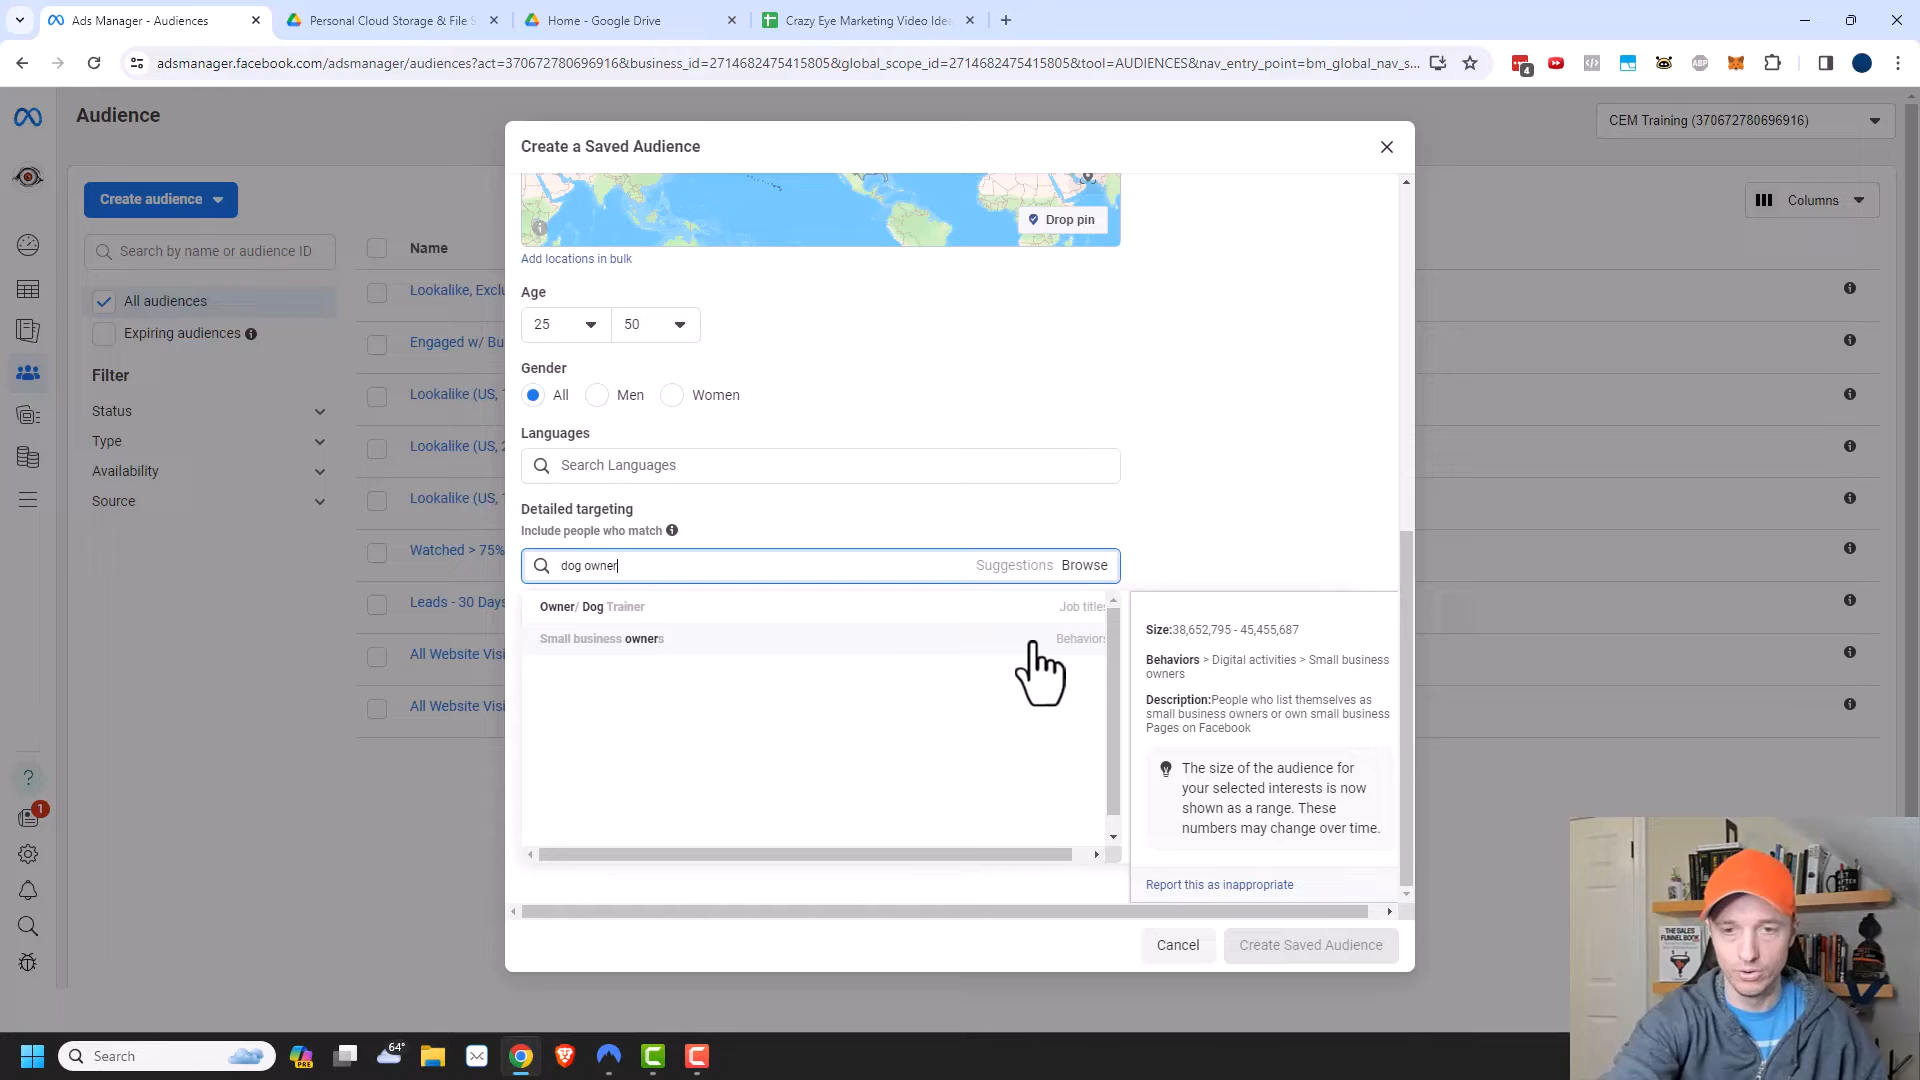 Ads Manager - Audiences
Personal Cloud Storage & File S
Home - Google Drive
Crazy Eye Marketing Video Idea
adsmanager.facebook.com/adsmanager/audiences?act=370672780696916&business_id=2714682475415805&global_scope_id=2714682475415805&tool=AUDIENCES&nav_entry_point=bm_global_nav_s...
4
ABP
Audience
CEM Training (370672780696916)
Create audience
Columns
Search by name or audience ID
Name
All audiences
Expiring audiences
Filter
Status
Type
Availability
Source
Lookalike, Exclu
Engaged w/ Bu
Lookalike (US, 1
Lookalike (US, 2
Lookalike (US, 1
Watched > 75%
Leads - 30 Days
All Website Visi
All Website Visi
1
Create a Saved Audience
Drop pin
Add locations in bulk
Age
25
50
Gender
All
Men
Women
Languages
Search Languages
Detailed targeting
Include people who match
dog owner
Suggestions
Browse
Owner/ Dog Trainer
Job titles
Small business owners
Behaviors
Size:38,652,795 - 45,455,687
Behaviors > Digital activities > Small business
owners
Description:People who list themselves as
small business owners or own small business
Pages on Facebook
The size of the audience for
your selected interests is now
shown as a range. These
numbers may change over time.
Report this as inappropriate
Cancel
Create Saved Audience
THE SALES
FUNNEL BOOK
Search
PRE
64°